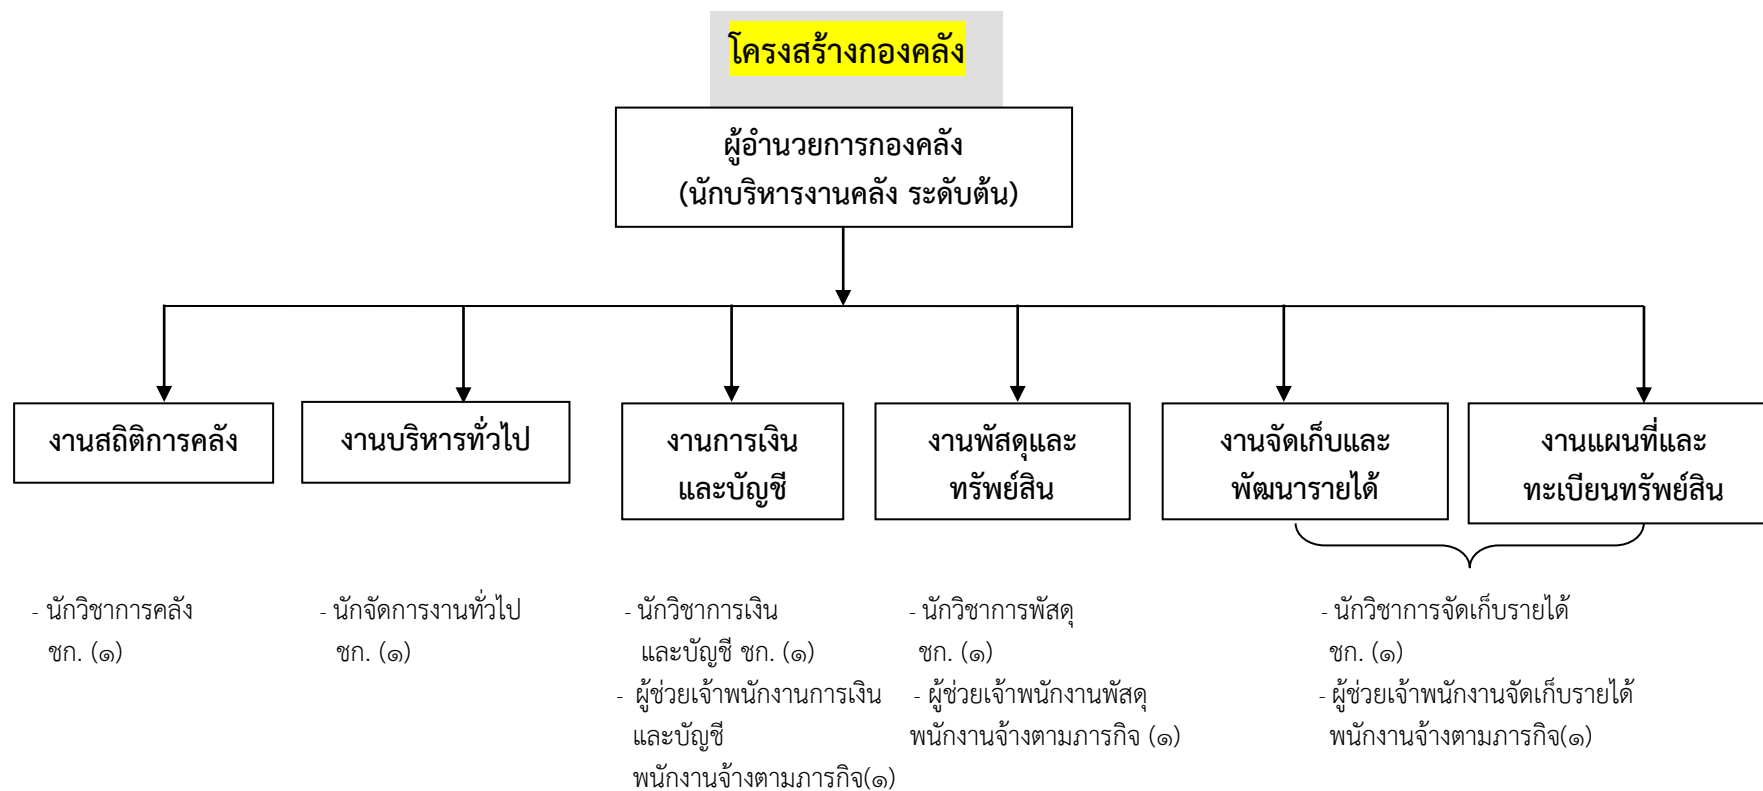 โครงสร้างกองคลัง
ผู้อำนวยการกองคลัง
(นักบริหารงานคลัง ระดับต้น)
งานสถิติการคลัง
งานบริหารทั่วไป
งานการเงิน
และบัญชี
งานพัสดุและ
ทรัพย์สิน
งานจัดเก็บและ
พัฒนารายได้
งานแผนที่และ
ทะเบียนทรัพย์สิน
- นักวิชาการคลัง
ชก. (๑)
- นักจัดการงานทั่วไป
ชก. (๑)
- นักวิชาการเงิน
และบัญชี ชก. (๑)
- ผู้ช่วยเจ้าพนักงานการเงิน
และบัญชี
พนักงานจ้างตามภารกิจ(๑)
- นักวิชาการพัสดุ
ชก. (๑)
- ผู้ช่วยเจ้าพนักงานพัสดุ
พนักงานจ้างตามภารกิจ (๑)
- นักวิชาการจัดเก็บรายได้
ชก. (๑)
- ผู้ช่วยเจ้าพนักงานจัดเก็บรายได้
พนักงานจ้างตามภารกิจ(๑)